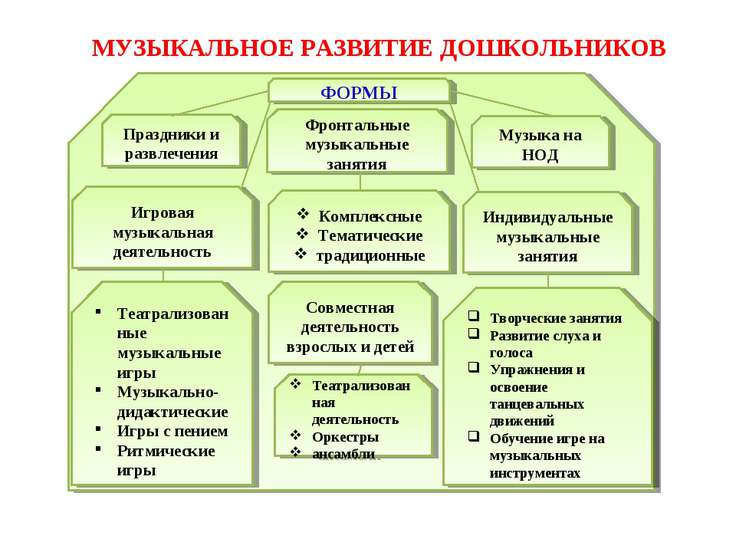 МУЗЫКАЛЬНОЕ РАЗВИТИЕ ДОШКОЛЬНИКОВ
ФОРМЫ
Праздники и
развлечения
Фронтальные
музыкальные
занятия
Музыка на
НОД
Игровая
музыкальная
деятельность
❖ Комплексные
❖ Тематические
❖ традиционные
Индивидуальные
музыкальные
занятия
▪ Театрализован
ные
музыкальные
игры
▪ Музыкально-
дидактические
▪ Игры с пением
▪ Ритмические
игры
Совместная
деятельность
взрослых и детей
❖ Театрализован
ная
деятельность
❖ Оркестры
❖ ансамбли
❑ Творческие занятия
❑ Развитие слуха и
голоса
❑ Упражнения и
освоение
танцевальных
движений
❑ Обучение игре на
музыкальных
инструментах